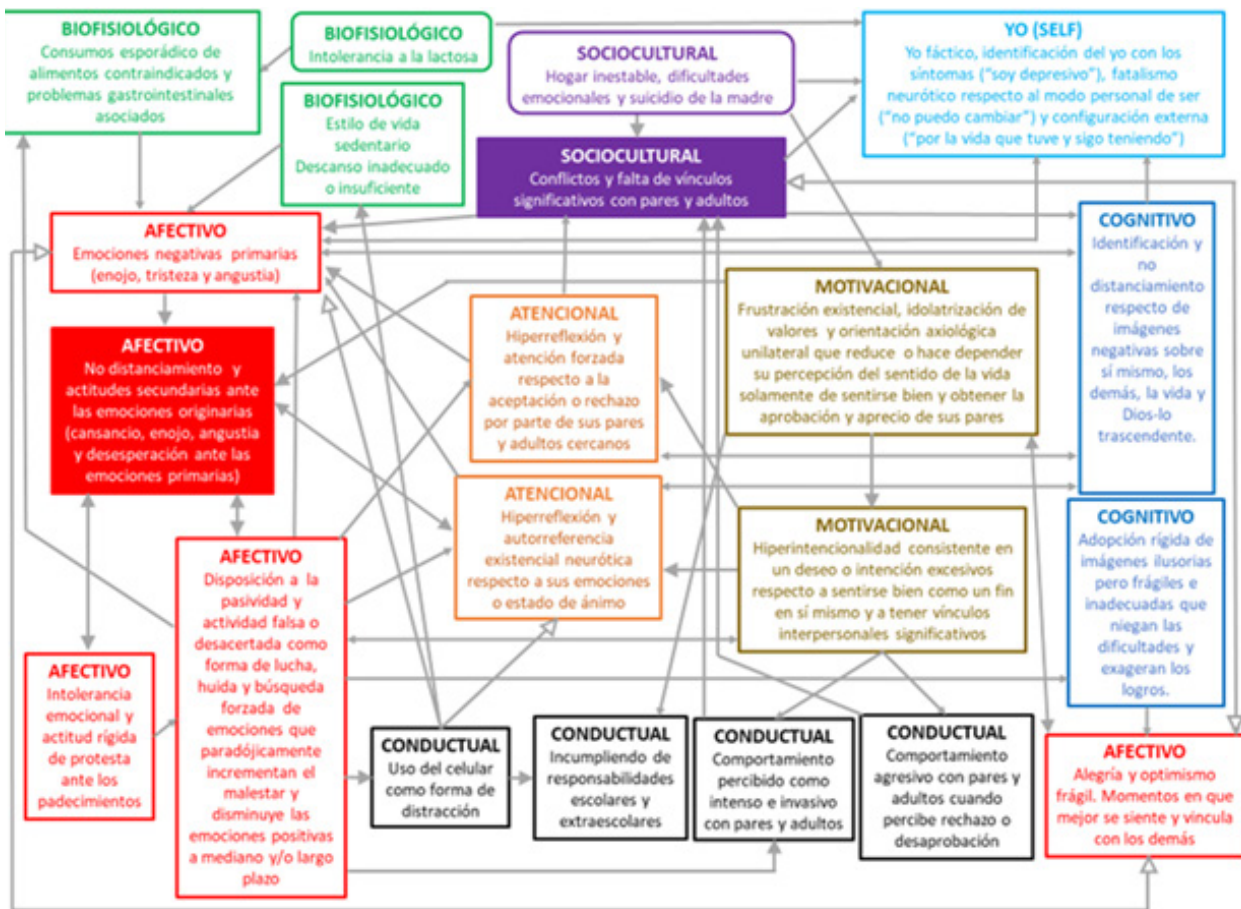 BIOFISIOLÓGICO
Consumos esporádico de
alimentos contraindicados y
problemas gastrointestinales
asociados
BIOFISIOLÓGICO
Intolerancia a la lactosa
SOCIOCULTURAL
Hogar inestable, dificultades
emocionales y suicidio de la madre
YO (SELF)
Yo fáctico, identificación del yo con los
síntomas (“soy depresivo”), fatalismo
neurótico respecto al modo personal de ser
(“no puedo cambiar”) y configuración externa
(“por la vida que tuve y sigo teniendo”)
BIOFISIOLÓGICO
Estilo de vida
sedentario
Descanso inadecuado
o insuficiente
SOCIOCULTURAL
Conflictos y falta de vínculos
significativos con pares y adultos
AFECTIVO
Emociones negativas primarias
(enojo, tristeza y angustia)
COGNITIVO
Identificación y
no
distanciamiento
respecto de
imágenes
negativas sobre
sí mismo, los
demás, la vida y
Dios-lo
trascendente.
MOTIVACIONAL
Frustración existencial, idolatrización de
valores y orientación axiológica
unilateral que reduce o hace depender
su percepción del sentido de la vida
solamente de sentirse bien y obtener la
aprobación y aprecio de sus pares
ATENCIONAL
Hiperreflexión y
atención forzada
respecto a la
aceptación o rechazo
por parte de sus pares
y adultos cercanos
AFECTIVO
No distanciamiento y
actitudes secundarias ante
las emociones originarias
(cansancio, enojo, angustia
y desesperación ante las
emociones primarias)
ATENCIONAL
Hiperreflexión y
autorreferencia
existencial neurótica
respecto a sus emociones
o estado de ánimo
MOTIVACIONAL
Hiperintencionalidad consistente en
un deseo o intención excesivos
respecto a sentirse bien como un fin
en sí mismo y a tener vínculos
interpersonales significativos
COGNITIVO
Adopción rígida de
imágenes ilusorias
pero frágiles e
inadecuadas que
niegan las
dificultades y
exageran los
logros.
AFECTIVO
Disposición a la
pasividad y
actividad falsa o
desacertada como
forma de lucha,
huida y búsqueda
forzada de
emociones que
paradójicamente
incrementan el
malestar y
disminuye las
emociones positivas
a mediano y/o largo
plazo
AFECTIVO
Intolerancia
emocional y
actitud rígida
de protesta
ante los
padecimientos
CONDUCTUAL
Uso del celular
como forma de
distracción
CONDUCTUAL
Incumpliendo de
responsabilidades
escolares y
extraescolares
CONDUCTUAL
Comportamiento
percibido como
intenso e invasivo
con pares y adultos
CONDUCTUAL
Comportamiento
agresivo con pares y
adultos cuando
percibe rechazo o
desaprobación
AFECTIVO
Alegría y optimismo
frágil. Momentos en que
mejor se siente y vincula
con los demás